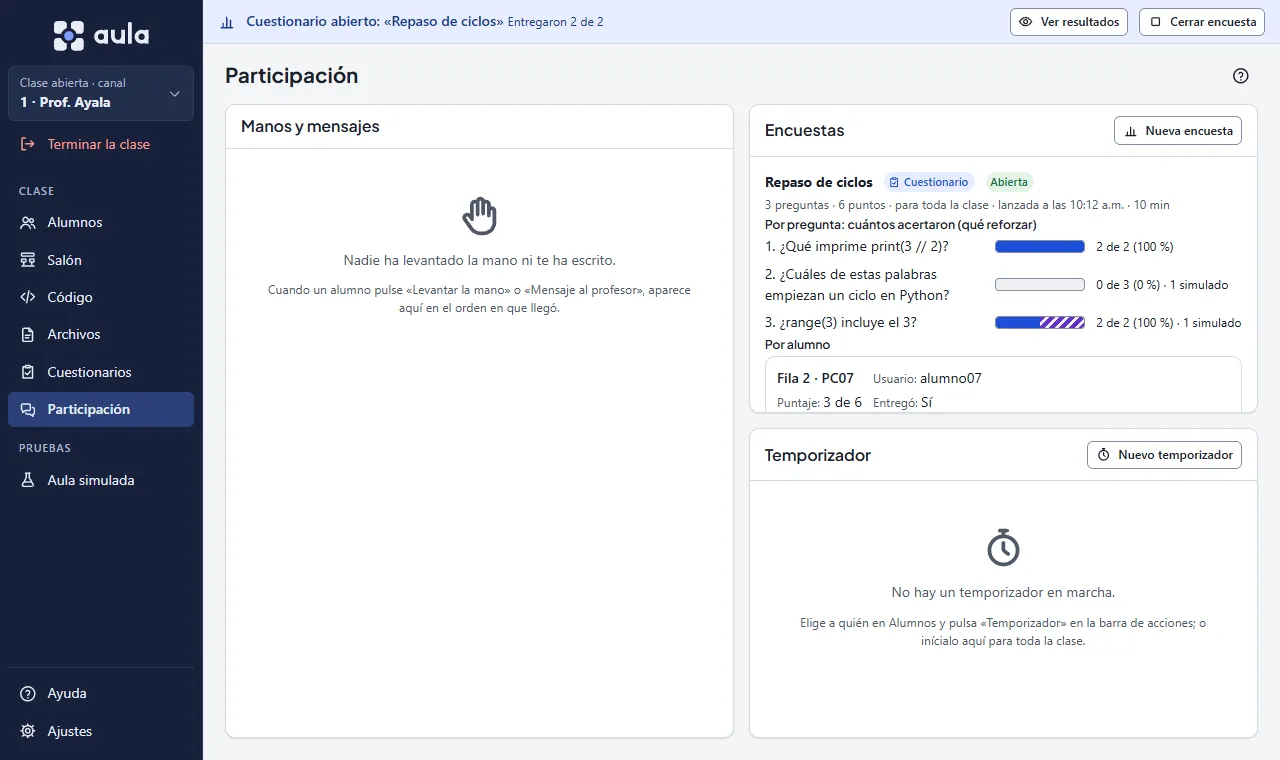 aula
Clase abierta · canal
1 · Prof. Ayala
Terminar la clase
CLASE
Alumnos
Salón
Código
Archivos
Cuestionarios
Participación
PRUEBAS
Aula simulada
Ayuda
Ajustes
Cuestionario abierto: «Repaso de ciclos» Entregaron 2 de 2
Ver resultados
Cerrar encuesta
Participación
Manos y mensajes
Nadie ha levantado la mano ni te ha escrito.
Cuando un alumno pulse «Levantar la mano» o «Mensaje al profesor», aparece
aquí en el orden en que llegó.
Encuestas
Nueva encuesta
Repaso de ciclos Cuestionario Abierta
3 preguntas · 6 puntos · para toda la clase · lanzada a las 10:12 a.m. · 10 min
Por pregunta: cuántos acertaron (qué reforzar)
1. ¿Qué imprime print(3 // 2)? 2 de 2 (100 %)
2. ¿Cuáles de estas palabras
empiezan un ciclo en Python? 0 de 3 (0 %) · 1 simulado
3. ¿range(3) incluye el 3? 2 de 2 (100 %) · 1 simulado
Por alumno
Fila 2 · PC07 Usuario: alumno07
Puntaje: 3 de 6 Entregó: Sí
Temporizador
Nuevo temporizador
No hay un temporizador en marcha.
Elige a quién en Alumnos y pulsa «Temporizador» en la barra de acciones; o
inícialo aquí para toda la clase.